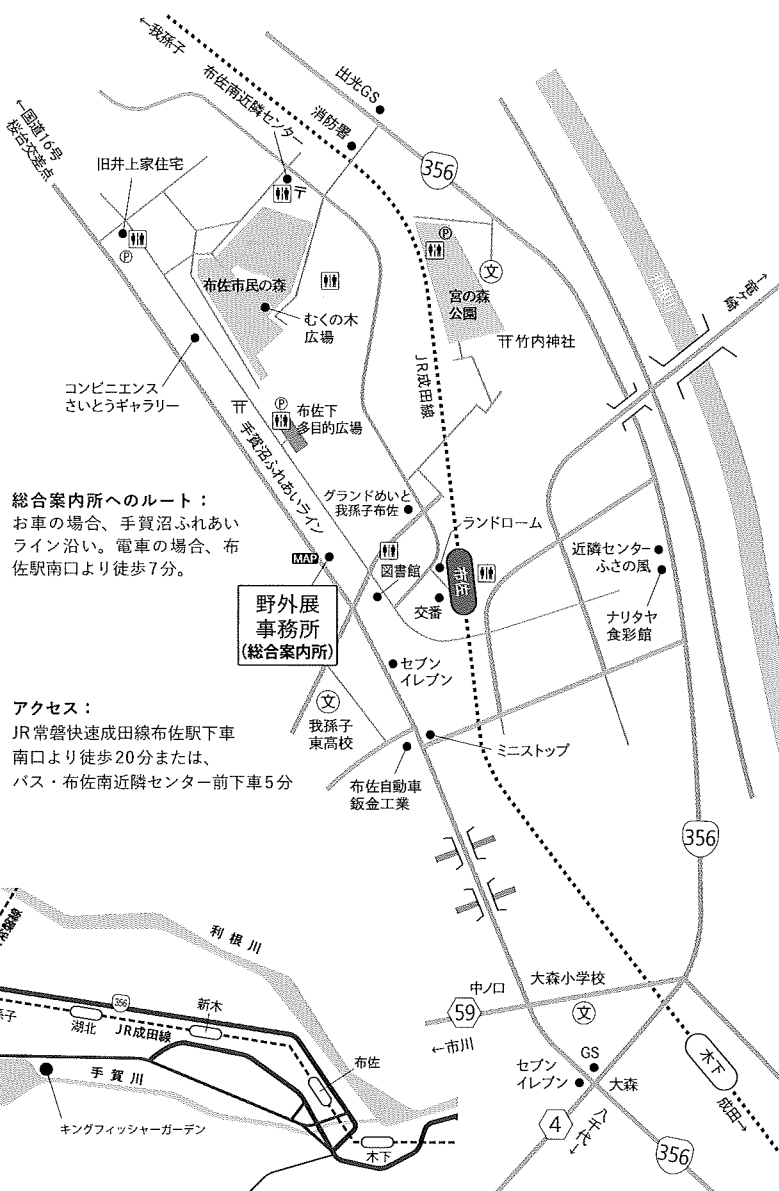 ←我孫子
出光GS
布佐南近隣センター
消防署
←国道16号
桜台交差点
旧井上家住宅
356
〒
P
P
文
布佐市民の森
宮の森
公園
←竜ヶ崎
むくの木
広場
竹内神社
JR成田線
コンビニエンス
さいとうギャラリー
P
布佐下
多目的広場
手賀沼ふれあいライン
総合案内所へのルート：
お車の場合、手賀沼ふれあい
ライン沿い。電車の場合、布
佐駅南口より徒歩7分。
グランドめいと
我孫子布佐
ランドローム
MAP
図書館
布佐
近隣センター
ふさの風
野外展
事務所
(総合案内所)
交番
ナリタヤ
食彩館
セブン
イレブン
アクセス：
JR常磐快速成田線布佐駅下車
南口より徒歩20分または、
バス・布佐南近隣センター前下車5分
文
我孫子
東高校
ミニストップ
布佐自動車
鈑金工業
356
常磐線
利根川
356
新木
孫子
湖北
JR成田線
布佐
手賀川
キングフィッシャーガーデン
木下
中ノ口
大森小学校
59
文
←市川
GS
セブン
イレブン
大森
木下
成田→
4
八千代→
356